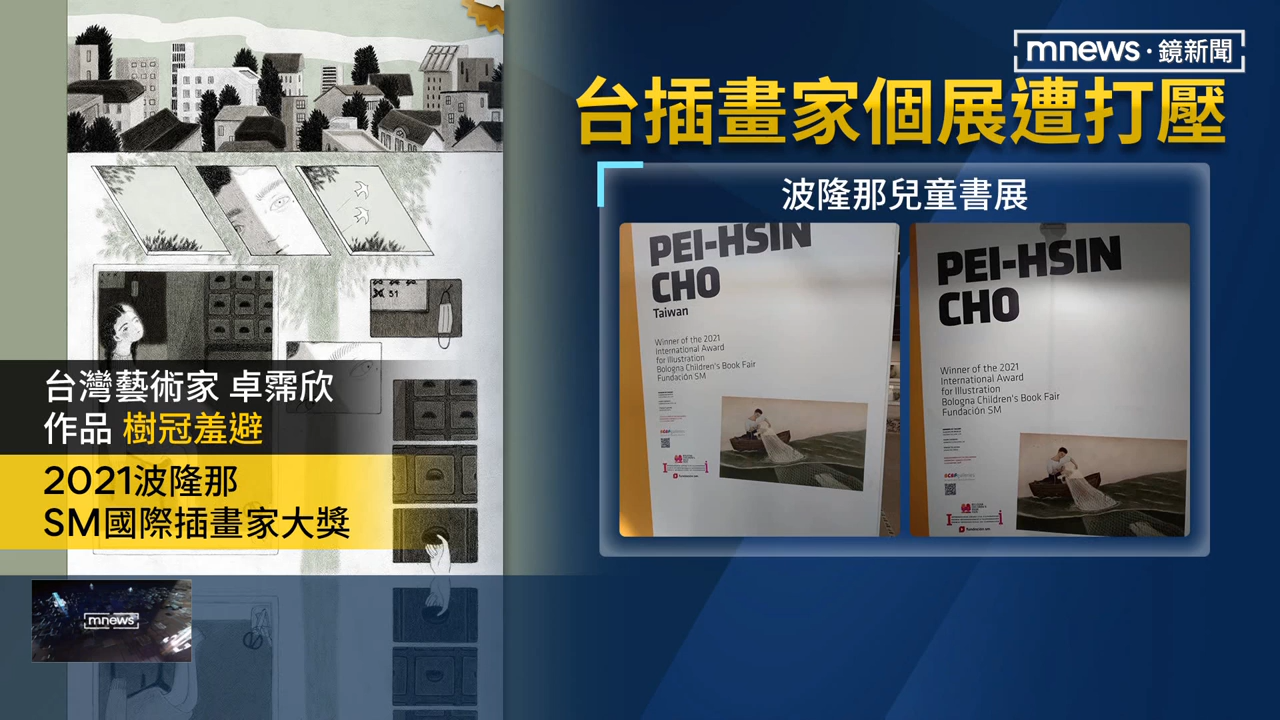 mnews·鏡新聞
台插畫家個展遭打壓
波隆那兒童書展
PEI-HSIN
CHO
Taiwan
Winner of the 2021
International Award
for Illustration
Bologna Children's Book Fair
Fundación SM
PEI-HSIN
CHO
Winner of the 2021
International Award
for Illustration
Bologna Children's Book Fair
Fundación SM
51
台灣藝術家 卓霈欣
作品 樹冠羞避
2021波隆那
SM國際插畫家大獎
mnews